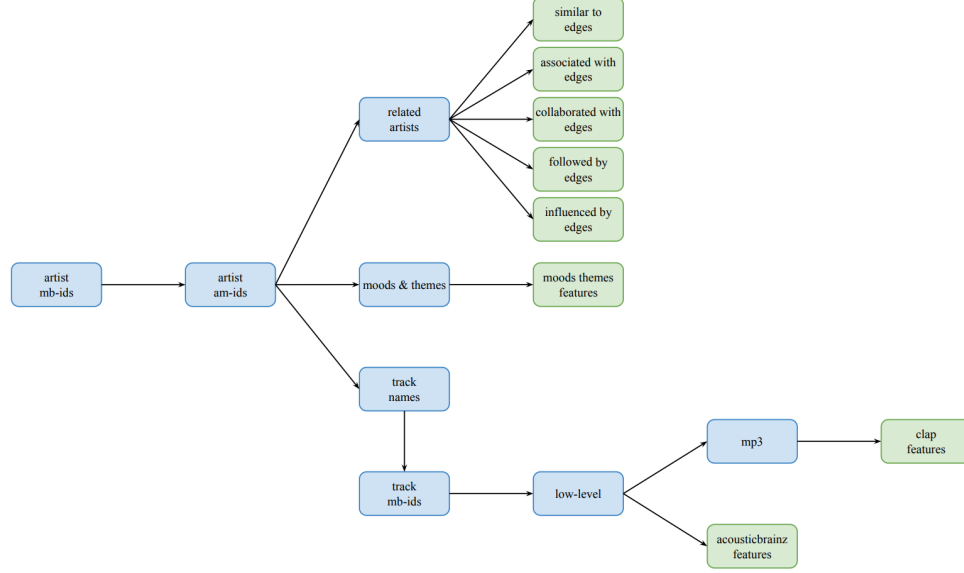 similar to
edges
associated with
edges
related
artists
collaborated with
edges
followed by
edges
influenced by
edges
artist
mb-ids
artist
am-ids
moods & themes
moods themes
features
track
names
mp3
clap
features
track
mb-ids
low-level
acousticbrainz
features